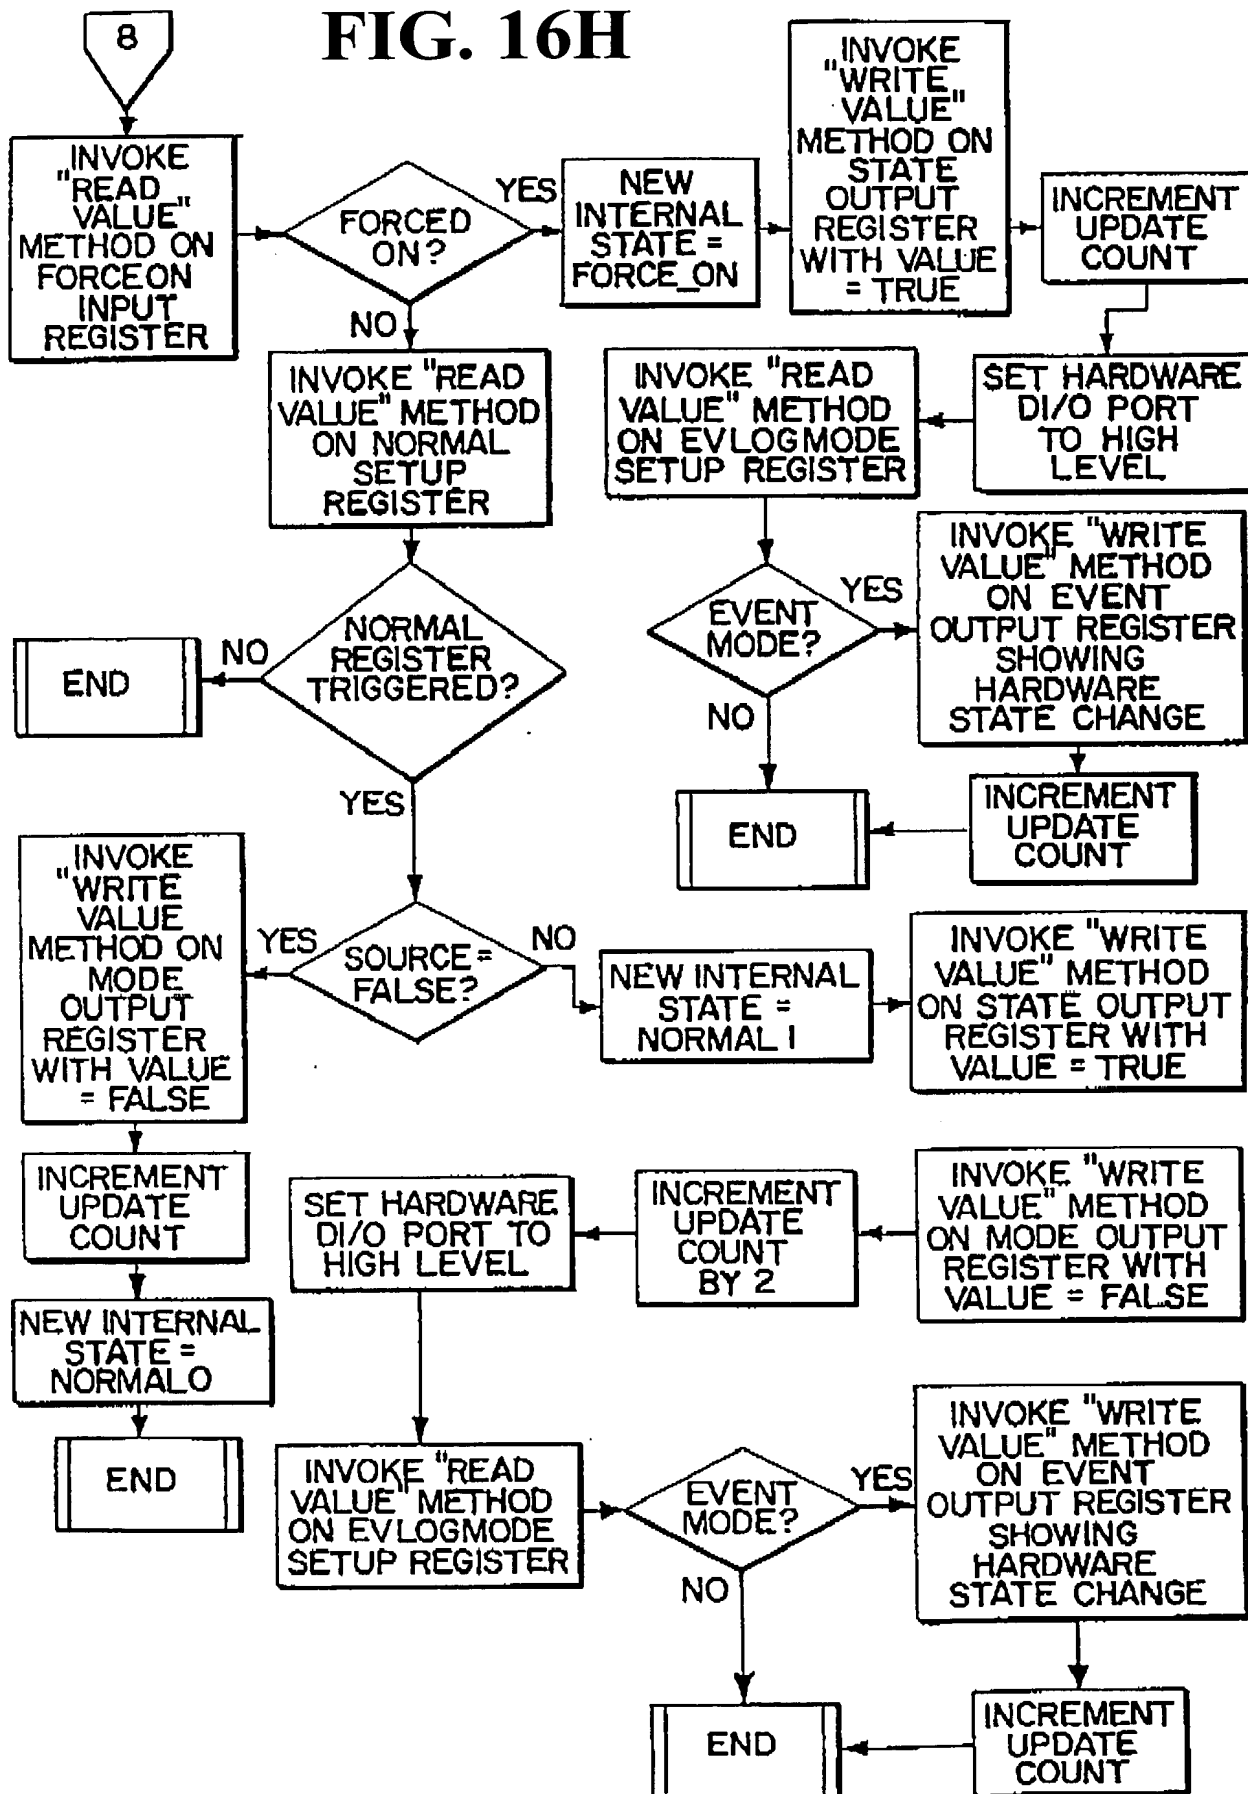 8
FIG. 16H
INVOKE
"READ
VALUE"
METHOD ON
FORCEON
INPUT
REGISTER
FORCED
ON?
YES
NO
NEW
INTERNAL
STATE =
FORCE_ON
INVOKE
"WRITE
VALUE"
METHOD ON
STATE
OUTPUT
REGISTER
WITH VALUE
= TRUE
INCREMENT
UPDATE
COUNT
SET HARDWARE
DI/O PORT
TO HIGH
LEVEL
INVOKE "READ
VALUE" METHOD
ON EVLOGMODE
SETUP REGISTER
EVENT
MODE?
YES
NO
INVOKE "WRITE
VALUE" METHOD
ON EVENT
OUTPUT REGISTER
SHOWING
HARDWARE
STATE CHANGE
INCREMENT
UPDATE
COUNT
END
INVOKE "READ
VALUE" METHOD
ON NORMAL
SETUP
REGISTER
NORMAL
REGISTER
TRIGGERED?
NO
END
YES
SOURCE =
FALSE?
YES
NO
INVOKE
"WRITE
VALUE
METHOD ON
MODE
OUTPUT
REGISTER
WITH VALUE
= FALSE
INCREMENT
UPDATE
COUNT
NEW INTERNAL
STATE =
NORMAL0
END
NEW INTERNAL
STATE =
NORMAL 1
INVOKE "WRITE
VALUE" METHOD
ON STATE OUTPUT
REGISTER WITH
VALUE = TRUE
INVOKE "WRITE
VALUE" METHOD
ON MODE OUTPUT
REGISTER WITH
VALUE = FALSE
INCREMENT
UPDATE
COUNT
BY 2
SET HARDWARE
DI/O PORT TO
HIGH LEVEL
INVOKE "READ
VALUE" METHOD
ON EVLOGMODE
SETUP REGISTER
EVENT
MODE?
YES
NO
INVOKE "WRITE
VALUE" METHOD
ON EVENT
OUTPUT REGISTER
SHOWING
HARDWARE
STATE CHANGE
INCREMENT
UPDATE
COUNT
END